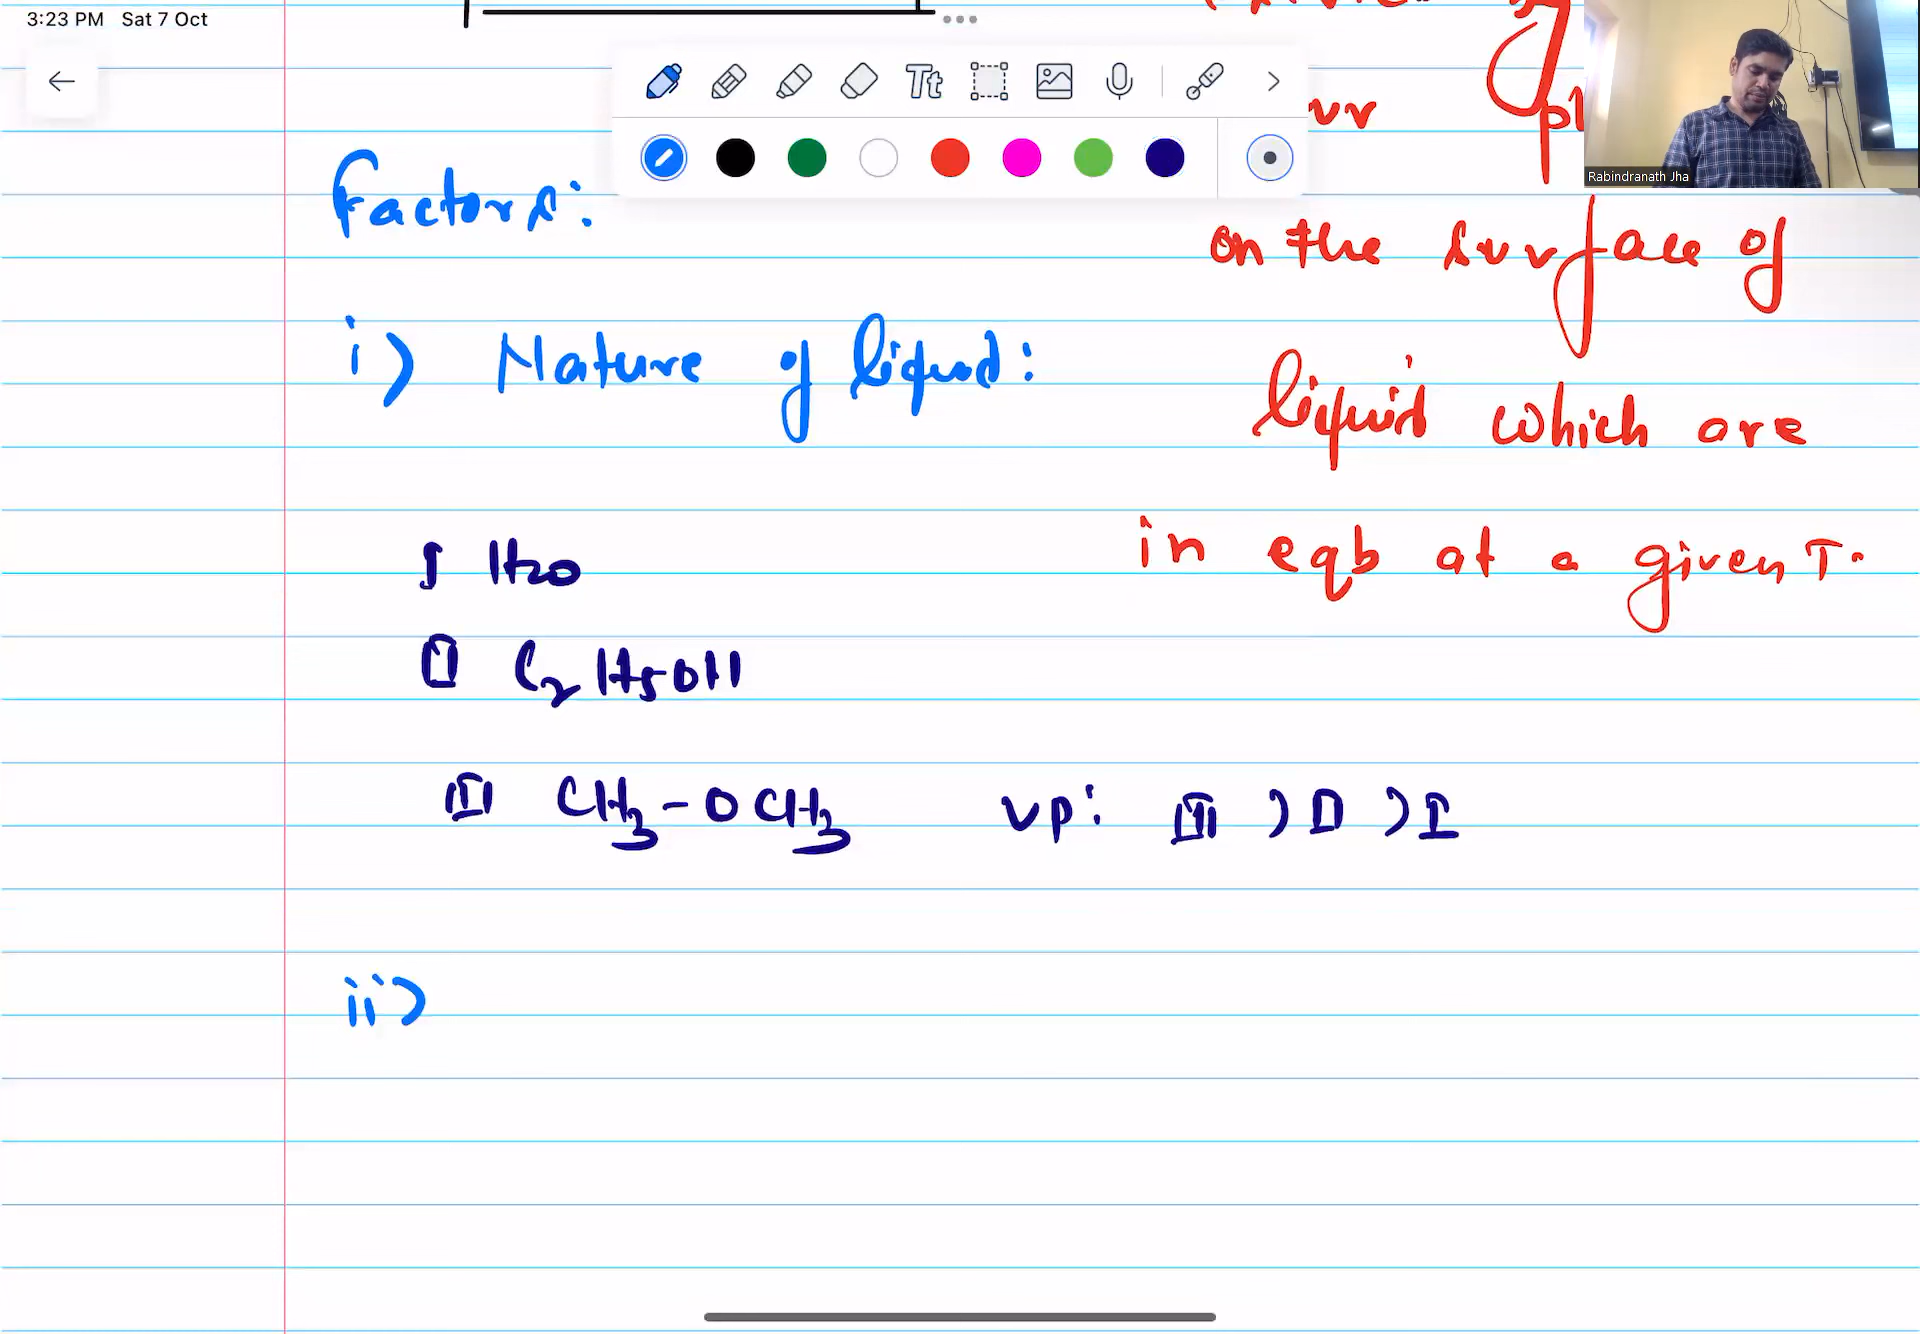 3:23 PM Sat 7 Oct
Tt
Rabindranath Jha
Factors:
on the surface of
i) Nature of liquid:
liquid which are
in eqb at a given T.
I H2O
II C2H5OH
III CH3-OCH3 VP: III > II > I
ii)